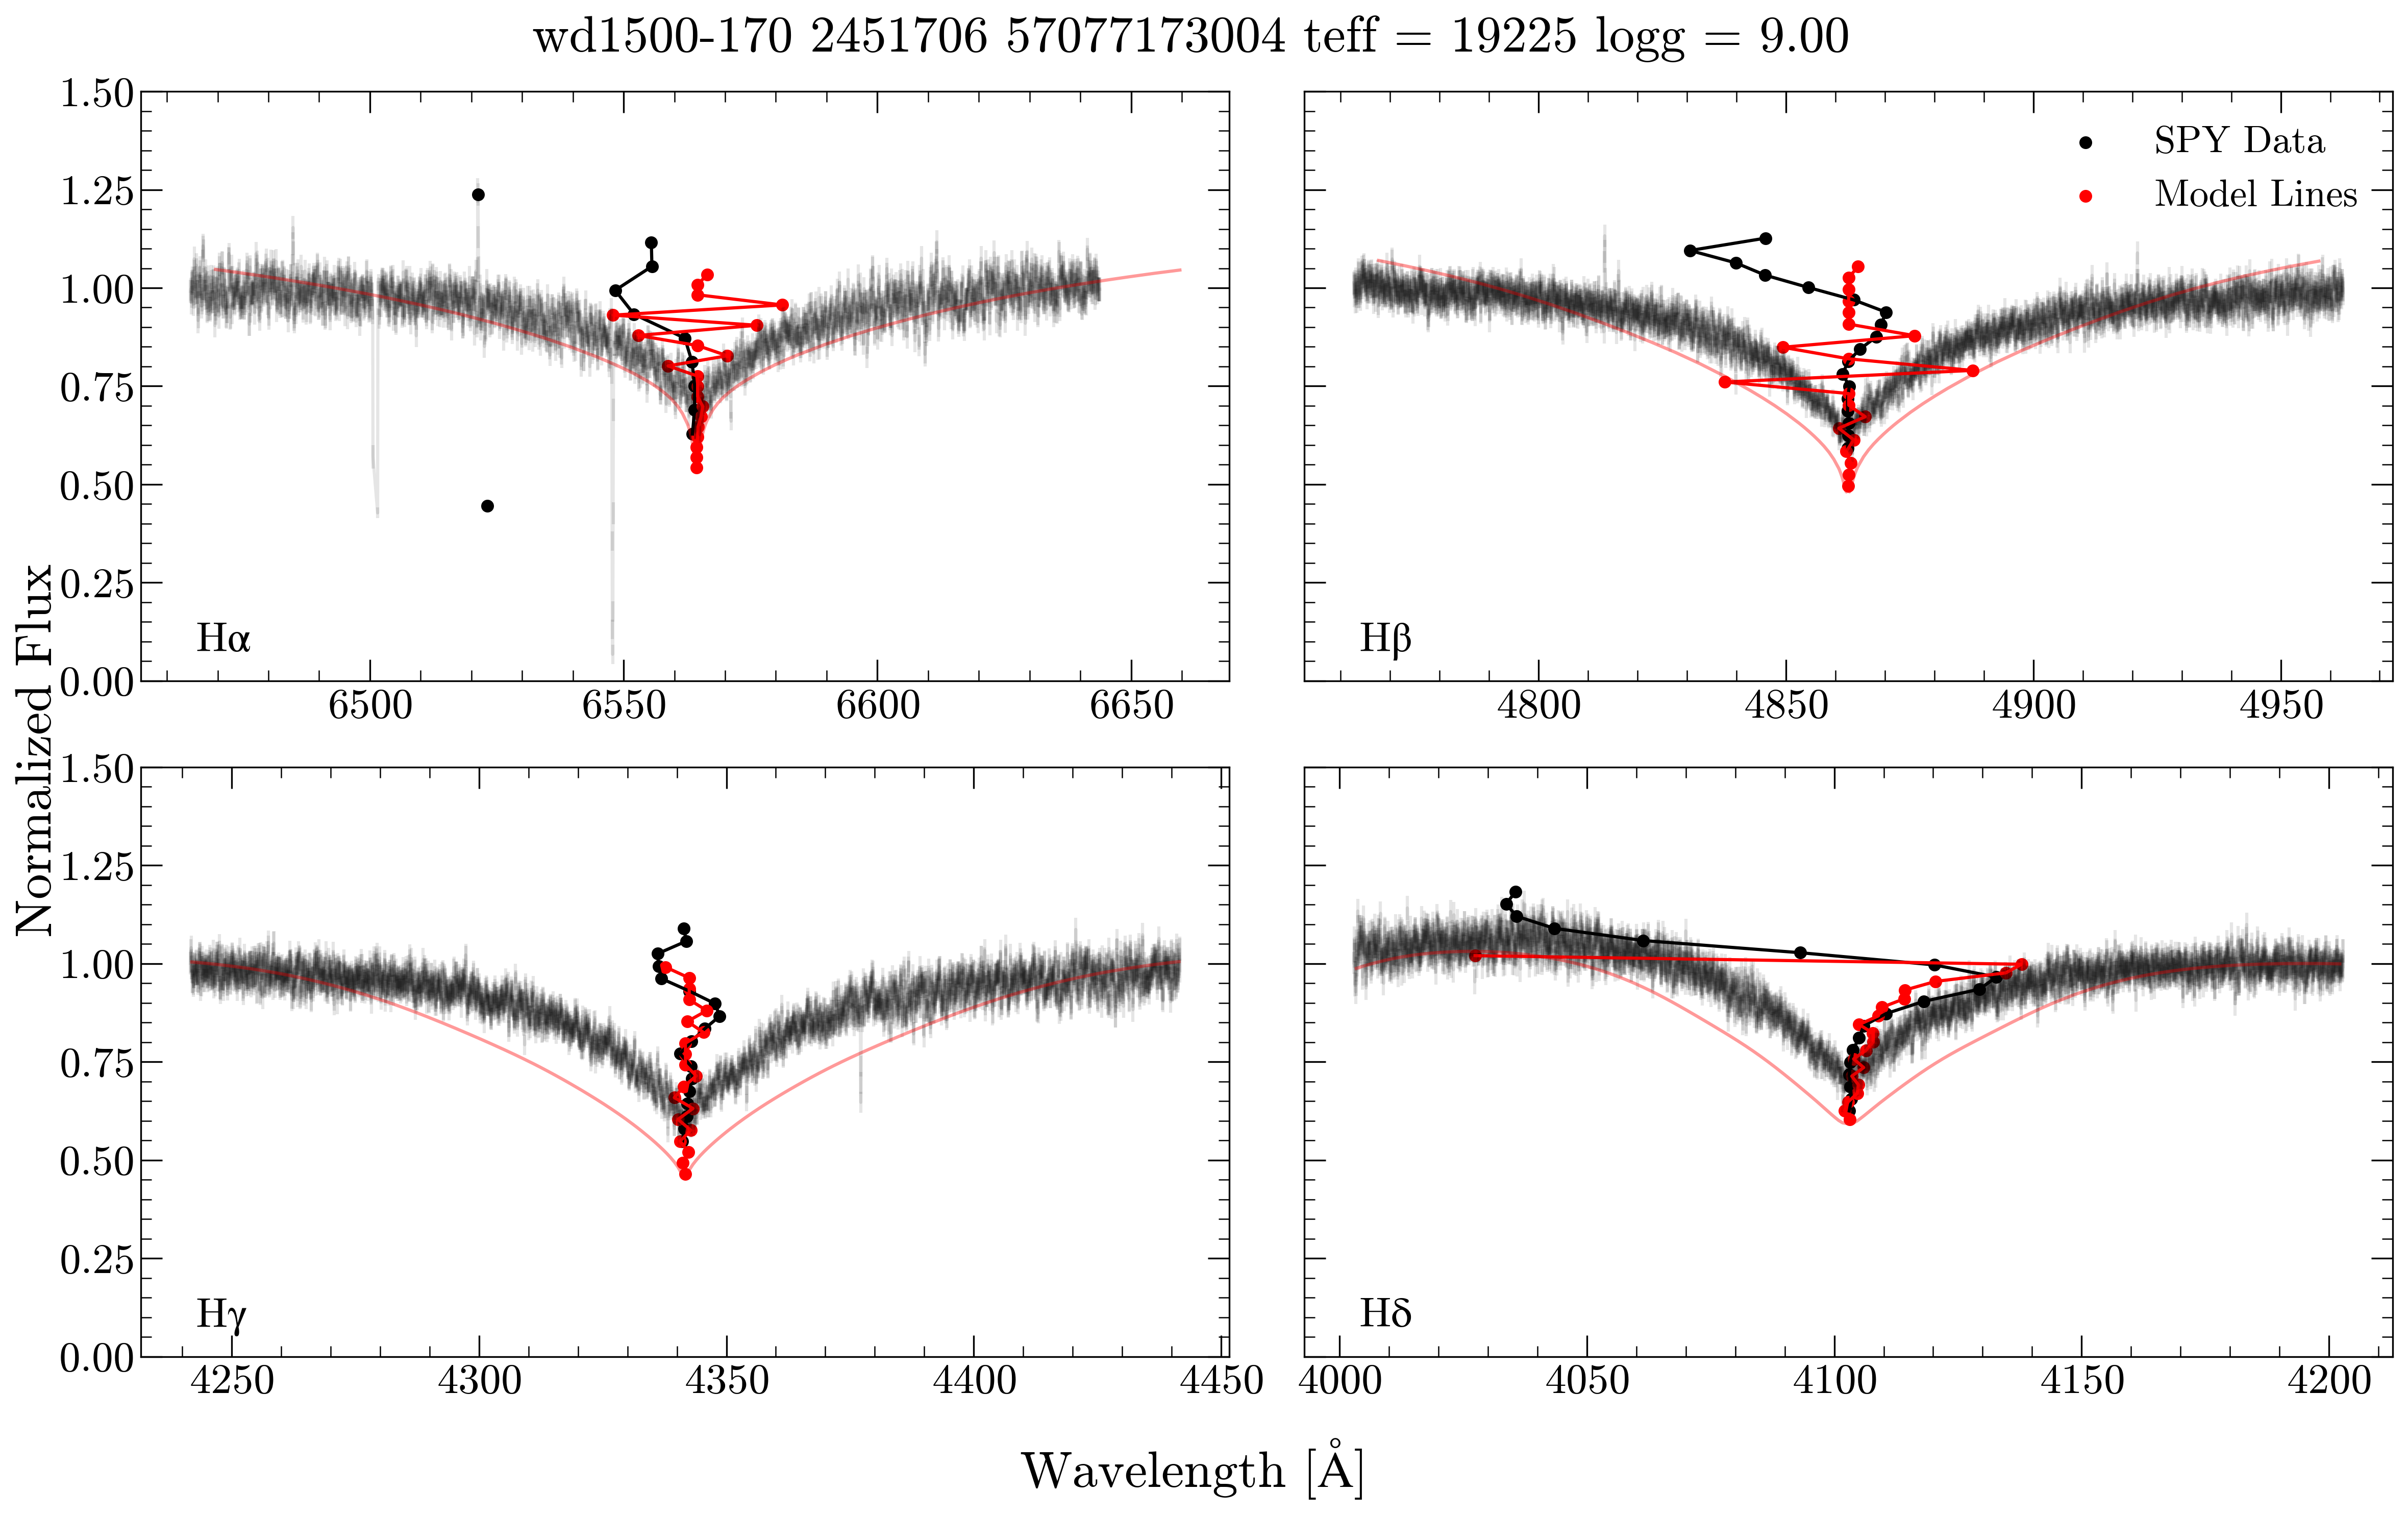 wd1500-170 2451706 57077173004 teff = 19225 logg = 9.00
Normalized Flux
1.50
1.25
1.00
0.75
0.50
0.25
0.00
Hα
6500 6550 6600 6650
SPY Data
Model Lines
Hβ
4800 4850 4900 4950
1.50
1.25
1.00
0.75
0.50
0.25
0.00
Hγ
4250 4300 4350 4400 4450
Hδ
4000 4050 4100 4150 4200
Wavelength [Å]